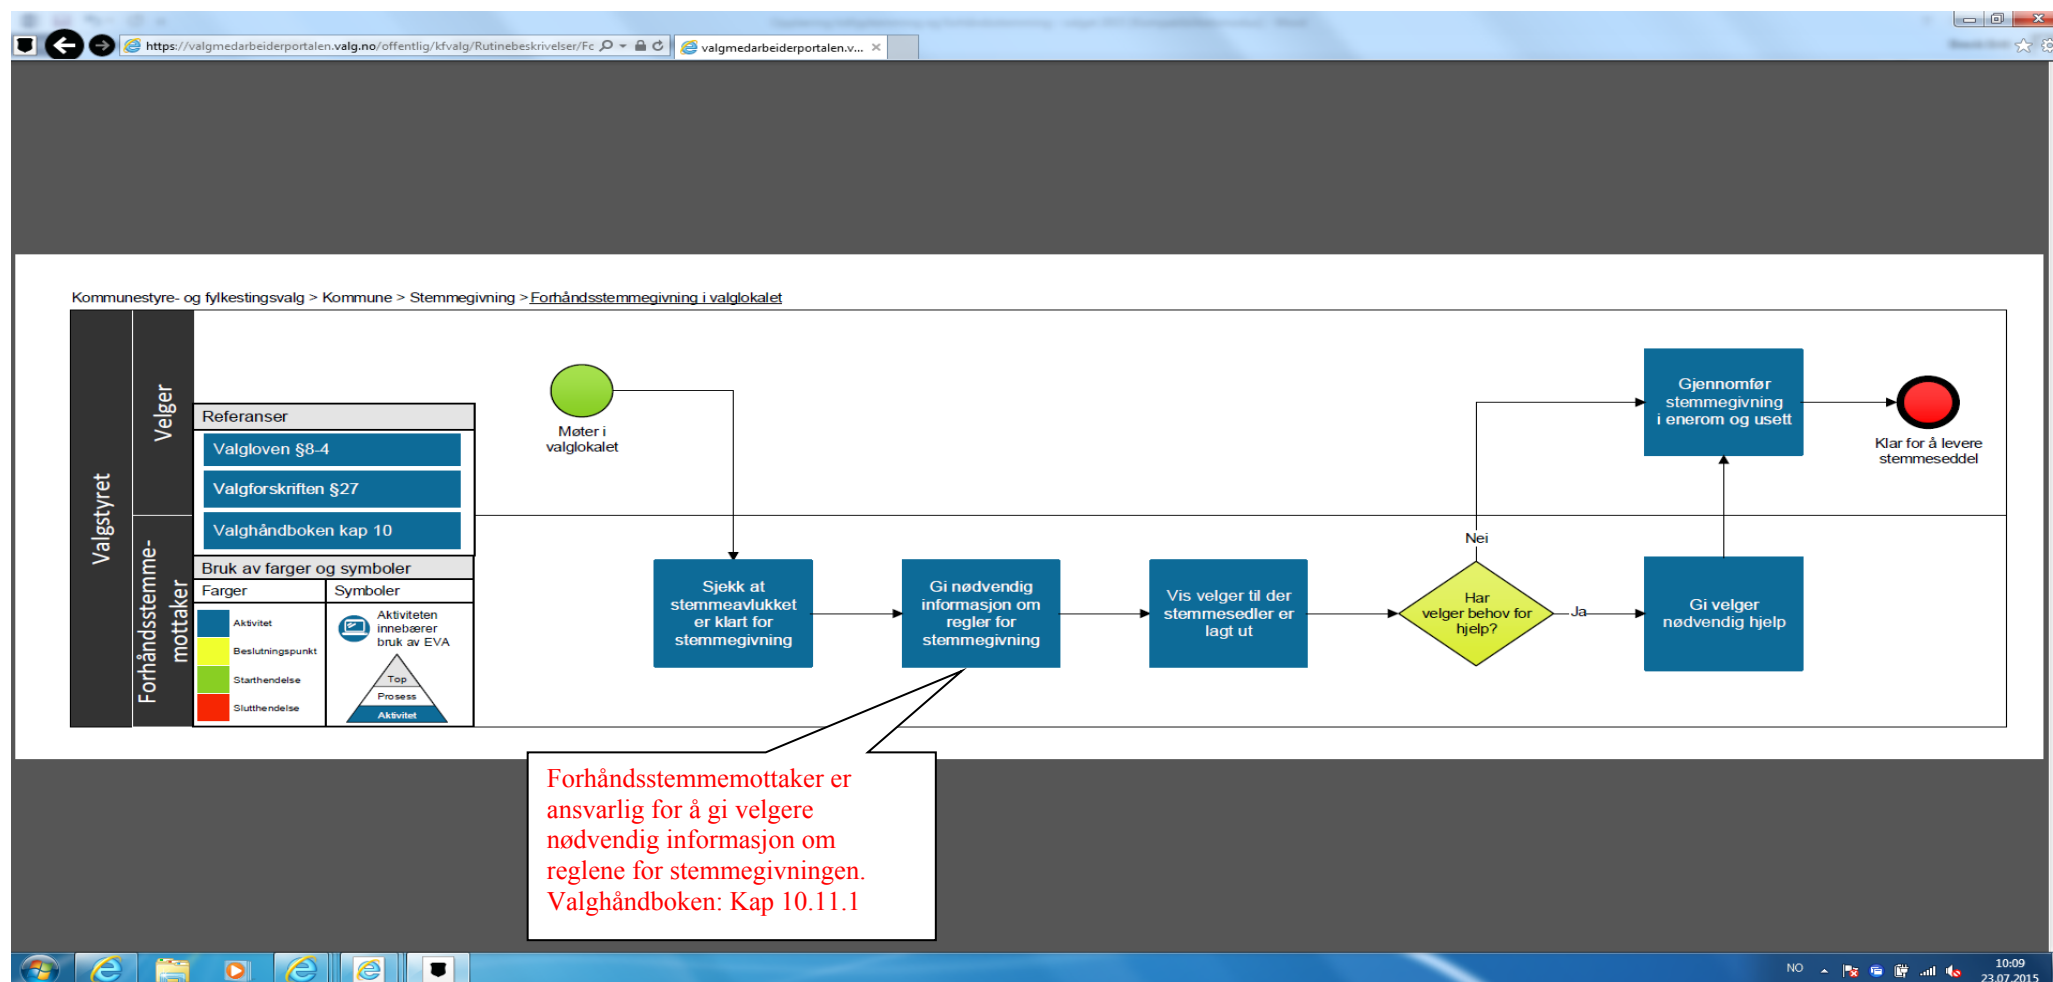 https://valgmedarbeiderportalen.valg.no/offentlig/kfvalg/Rutinebeskrivelser/Fc
valgmedarbeiderportalen.v...
Kommunestyre- og fylkestingsvalg > Kommune > Stemmegivning > Forhåndsstemmegivning i valglokalet
Valgstyret
Velger
Forhåndsstemme-
mottaker
Referanser
Valgloven §8-4
Valgforskriften §27
Valghåndboken kap 10
Bruk av farger og symboler
Farger
Symboler
Aktivitet
Beslutningspunkt
Starthendelse
Slutthendelse
Aktiviteten
innebærer
bruk av EVA
Top
Prosess
Aktivitet
Møter i
valglokalet
Sjekk at
stemmeavlukket
er klart for
stemmegivning
Gi nødvendig
informasjon om
regler for
stemmegivning
Vis velger til der
stemmesedler er
lagt ut
Har
velger behov for
hjelp?
Nei
Ja
Gi velger
nødvendig hjelp
Gjennomfør
stemmegivning
i enerom og usett
Klar for å levere
stemmeseddel
Forhåndsstemmemottaker er
ansvarlig for å gi velgere
nødvendig informasjon om
reglene for stemmegivningen.
Valghåndboken: Kap 10.11.1
NO
10:09
23.07.2015